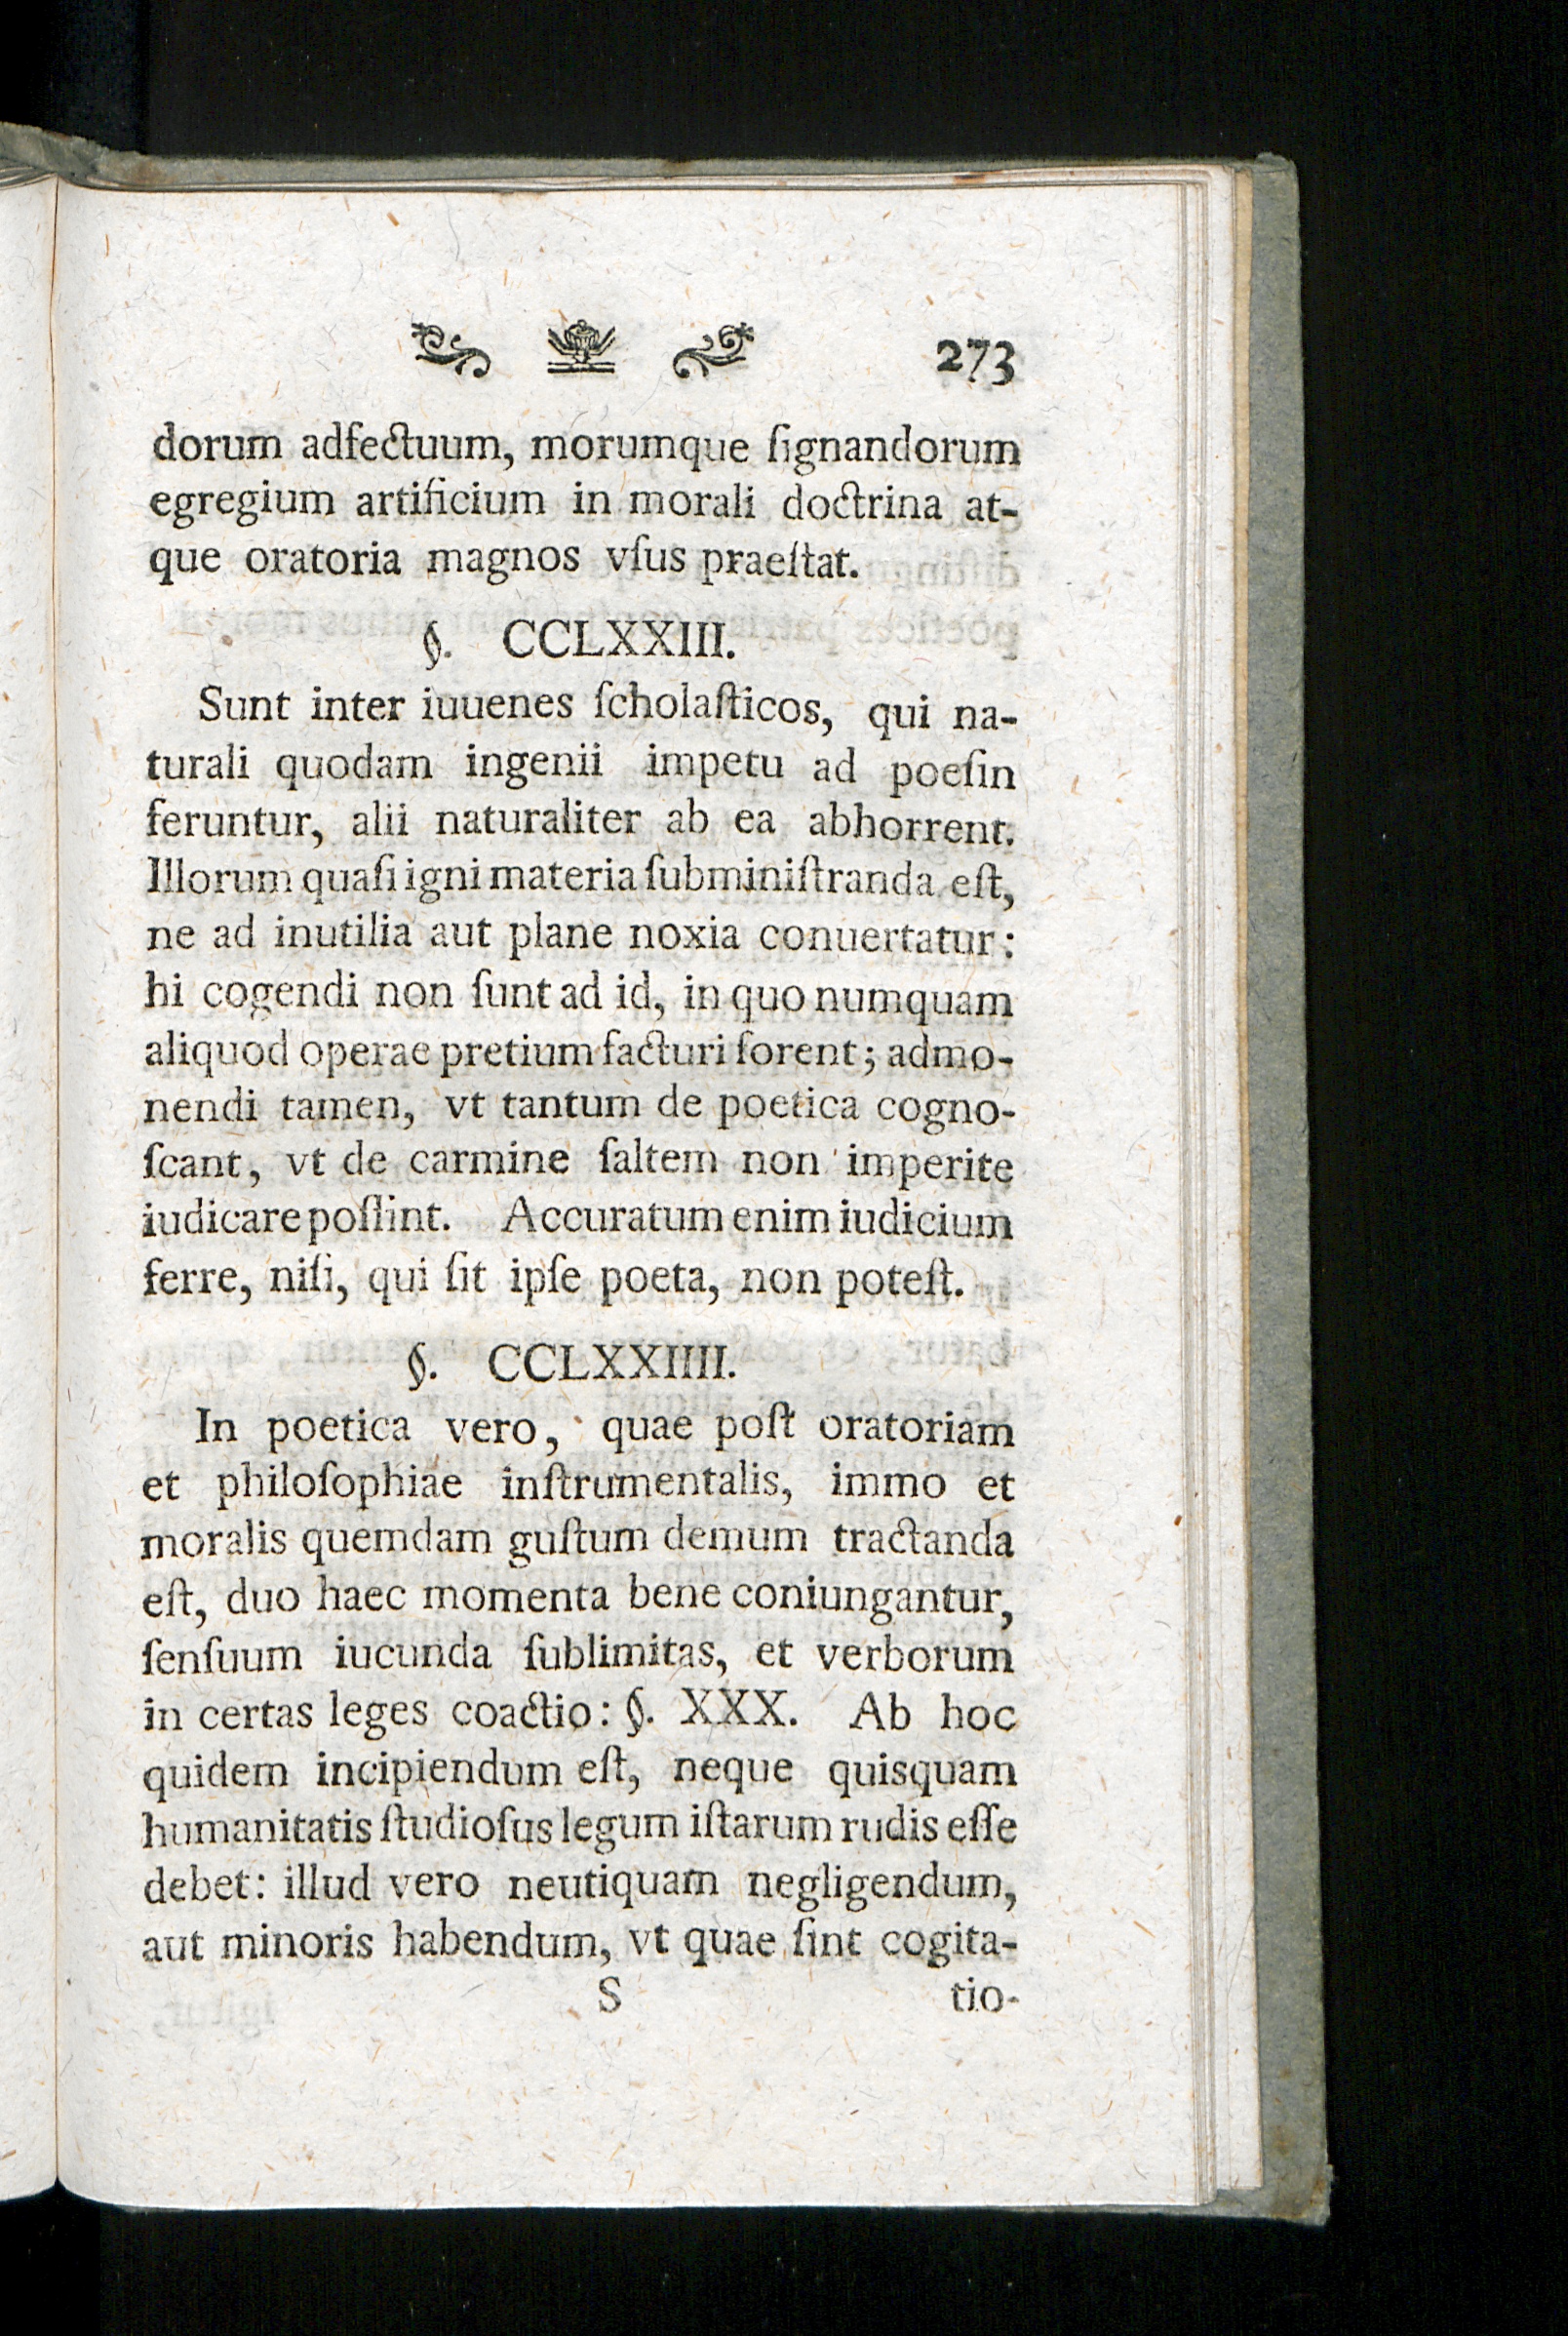 273
dorum adfectuum, morumque ſignandorum
egregium artificium in morali doctrina at-
que oratoria magnos vſus praeſtat.
§. CCLXXIII.
Sunt inter iuuenes ſcholaſticos, qui na-
turali quodam ingenii impetu ad poeſin
feruntur, alii naturaliter ab ea abhorrent.
Illorum quaſi igni materia ſubminiſtranda eſt,
ne ad inutilia aut plane noxia conuertatur:
hi cogendi non ſunt ad id, in quo numquam
aliquod operae pretium facturi forent; admo-
nendi tamen, vt tantum de poetica cogno-
ſcant, vt de carmine ſaltem non imperite
iudicare poſſint. Accuratum enim iudicium
ferre, niſi, qui ſit ipſe poeta, non poteſt.
§. CCLXXIIII.
In poetica vero, quae poſt oratoriam
et philoſophiae inſtrumentalis, immo et
moralis quemdam guſtum demum tractanda
eſt, duo haec momenta bene coniungantur,
ſenſuum iucunda ſublimitas, et verborum
in certas leges coactio: §. XXX. Ab hoc
quidem incipiendum eſt, neque quisquam
humanitatis ſtudioſus legum iſtarum rudis eſſe
debet: illud vero neutiquam negligendum,
aut minoris habendum, vt quae ſint cogita-
S tio-